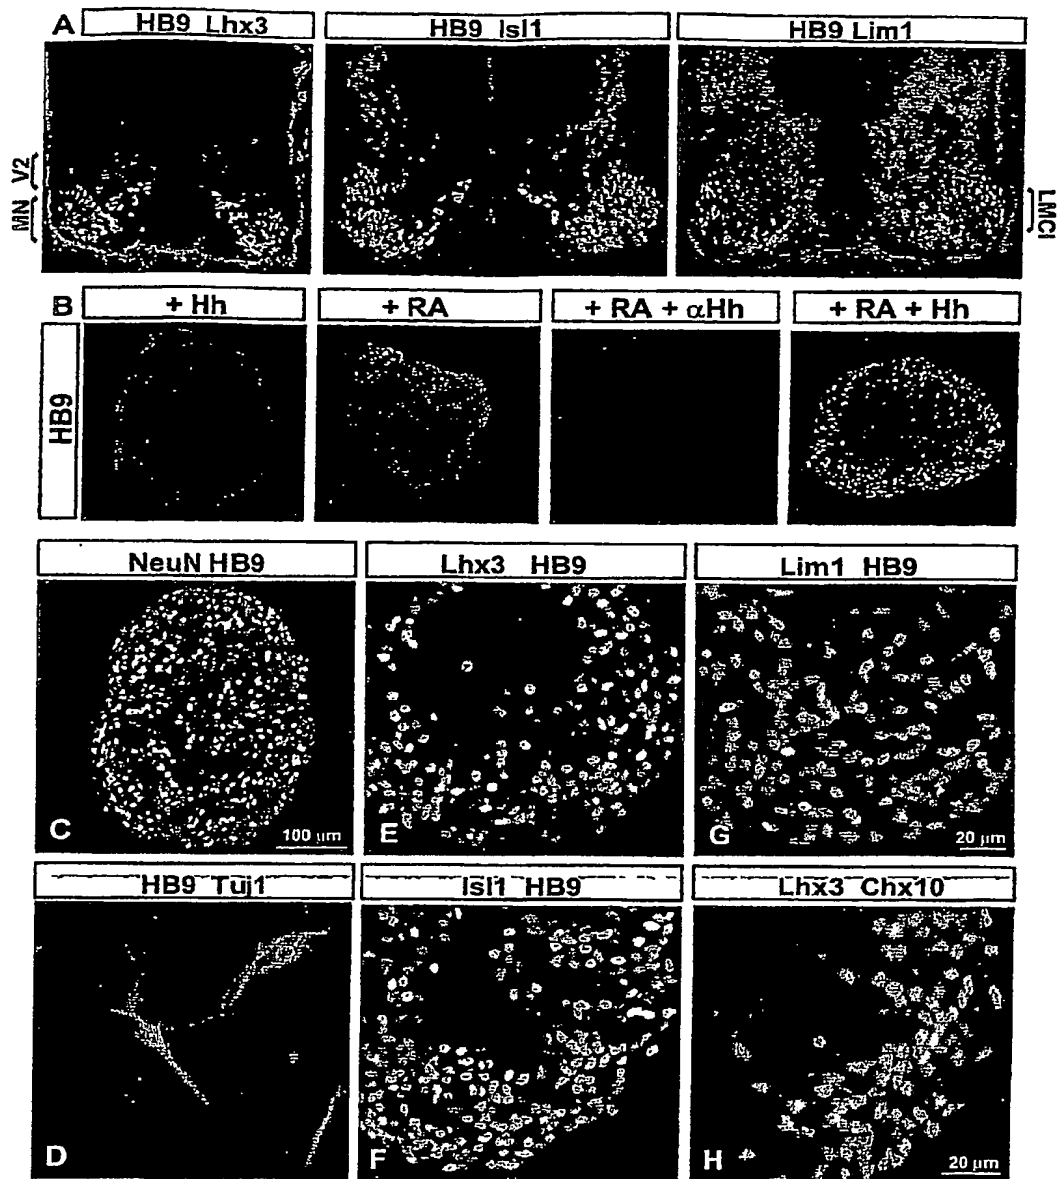 A
HB9 Lhx3
HB9 Isl1
HB9 Lim1
V2
MN
LMCl
B
+ Hh
+ RA
+ RA + αHh
+ RA + Hh
HB9
NeuN HB9
Lhx3 HB9
Lim1 HB9
C
100 µm
E
G
20 µm
HB9 Tuj1
Isl1 HB9
Lhx3 Chx10
D
F
H
20 µm